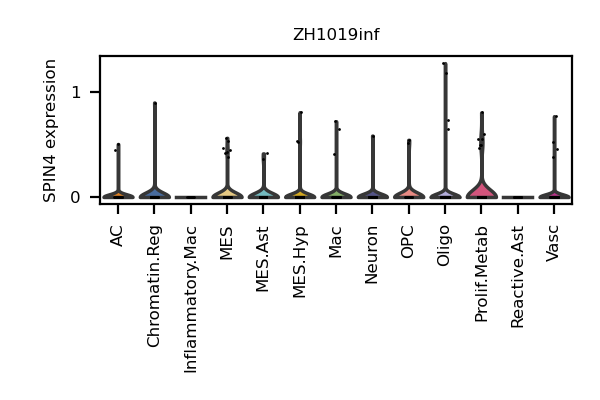 ZH1019inf
SPIN4 expression
1
0
AC
Chromatin.Reg
Inflammatory.Mac
MES
MES.Ast
MES.Hyp
Mac
Neuron
OPC
Oligo
Prolif.Metab
Reactive.Ast
Vasc